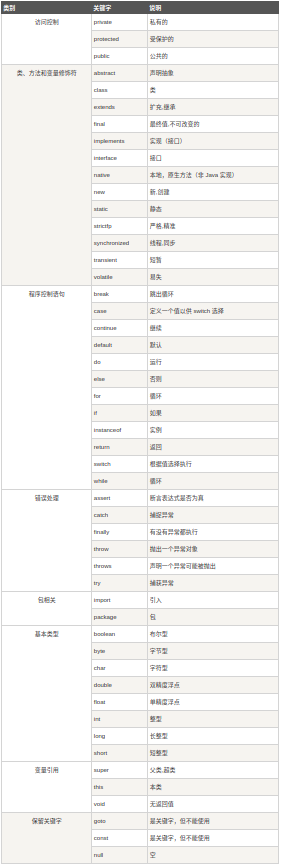 类别 关键字 说明
访问控制 private 私有的
protected 受保护的
public 公共的
类、方法和变量修饰符 abstract 声明抽象
class 类
extends 扩充,继承
final 最终值,不可改变的
implements 实现（接口）
interface 接口
native 本地，原生方法（非 Java 实现）
new 新,创建
static 静态
strictfp 严格,精准
synchronized 线程,同步
transient 短暂
volatile 易失
程序控制语句 break 跳出循环
case 定义一个值以供 switch 选择
continue 继续
default 默认
do 运行
else 否则
for 循环
if 如果
instanceof 实例
return 返回
switch 根据值选择执行
while 循环
错误处理 assert 断言表达式是否为真
catch 捕捉异常
finally 有没有异常都执行
throw 抛出一个异常对象
throws 声明一个异常可能被抛出
try 捕获异常
包相关 import 引入
package 包
基本类型 boolean 布尔型
byte 字节型
char 字符型
double 双精度浮点
float 单精度浮点
int 整型
long 长整型
short 短整型
变量引用 super 父类,超类
this 本类
void 无返回值
保留关键字 goto 是关键字，但不能使用
const 是关键字，但不能使用
null 空